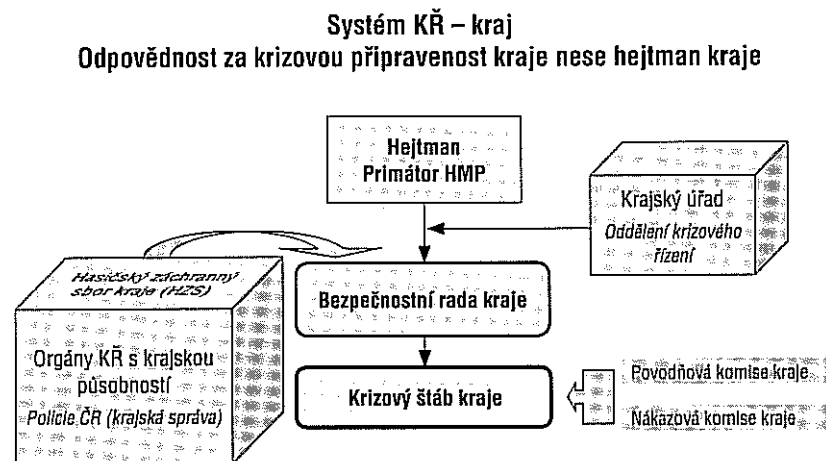 Systém KŘ – kraj
Odpovědnost za krizovou připravenost kraje nese hejtman kraje
Hejtman
Primátor HMP
Krajský úřad
Oddělení krizového
řízení
Hasičský záchranný
sbor kraje (HZS)
Bezpečnostní rada kraje
Orgány KŘ s krajskou
působností
Policie ČR (krajská správa)
Krizový štáb kraje
Povodňová komise kraje
Nákazová komise kraje